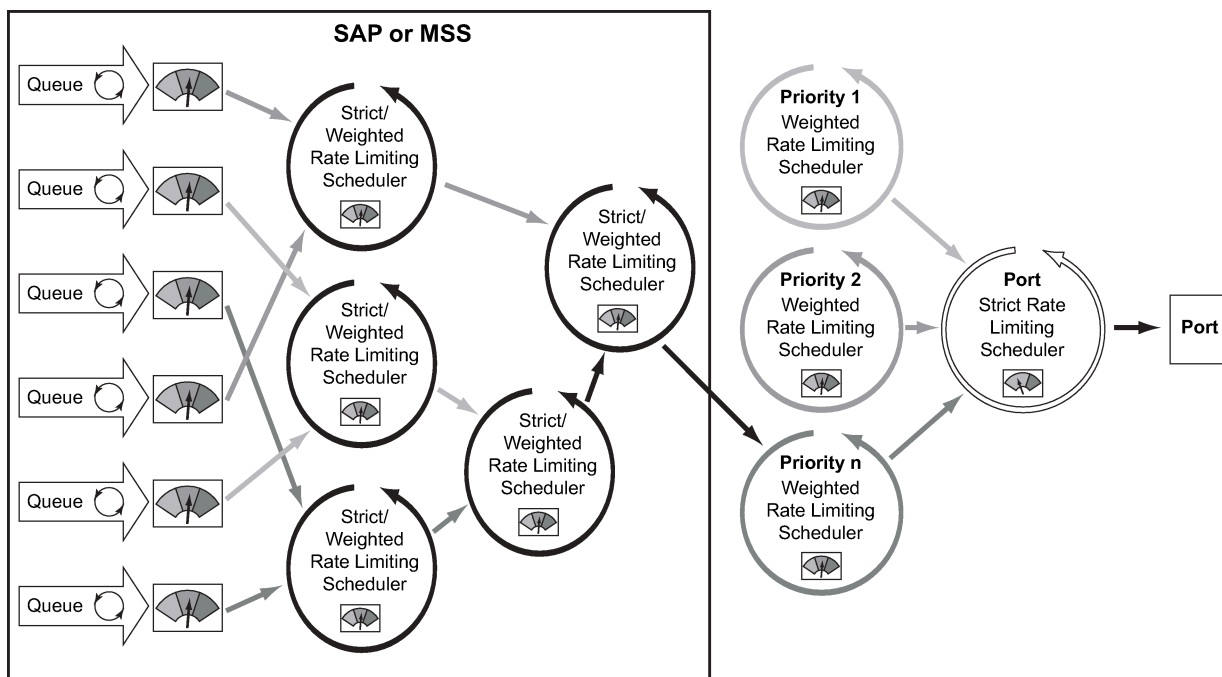 SAP or MSS
Queue
Queue
Queue
Queue
Queue
Queue
Strict/
Weighted
Rate Limiting
Scheduler
Strict/
Weighted
Rate Limiting
Scheduler
Strict/
Weighted
Rate Limiting
Scheduler
Strict/
Weighted
Rate Limiting
Scheduler
Strict/
Weighted
Rate Limiting
Scheduler
Priority 1
Weighted
Rate Limiting
Scheduler
Priority 2
Weighted
Rate Limiting
Scheduler
Priority n
Weighted
Rate Limiting
Scheduler
Port
Strict Rate
Limiting
Scheduler
Port